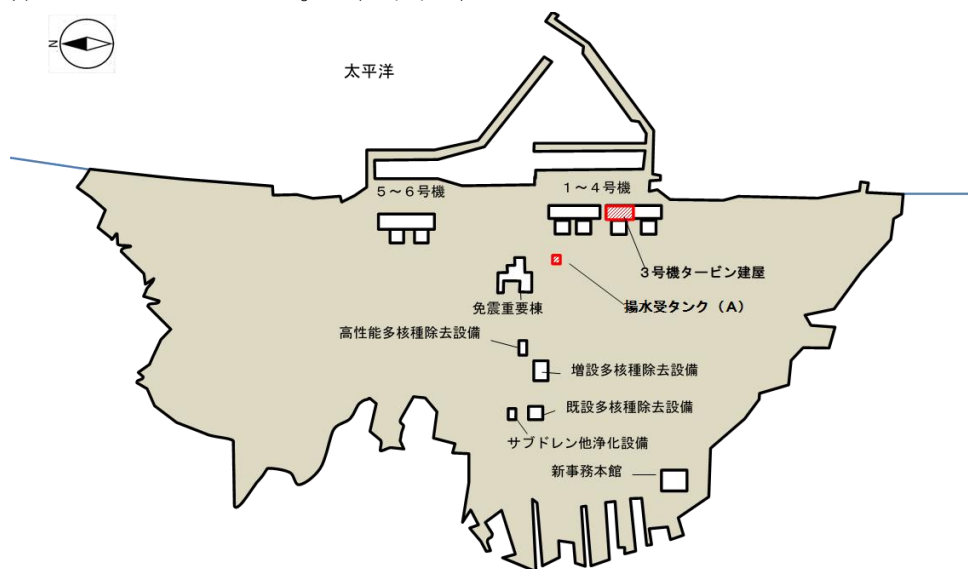 N
太平洋
5～6号機
1～4号機
3号機タービン建屋
免震重要棟
揚水受タンク（A）
高性能多核種除去設備
増設多核種除去設備
既設多核種除去設備
サブドレン他浄化設備
新事務本館